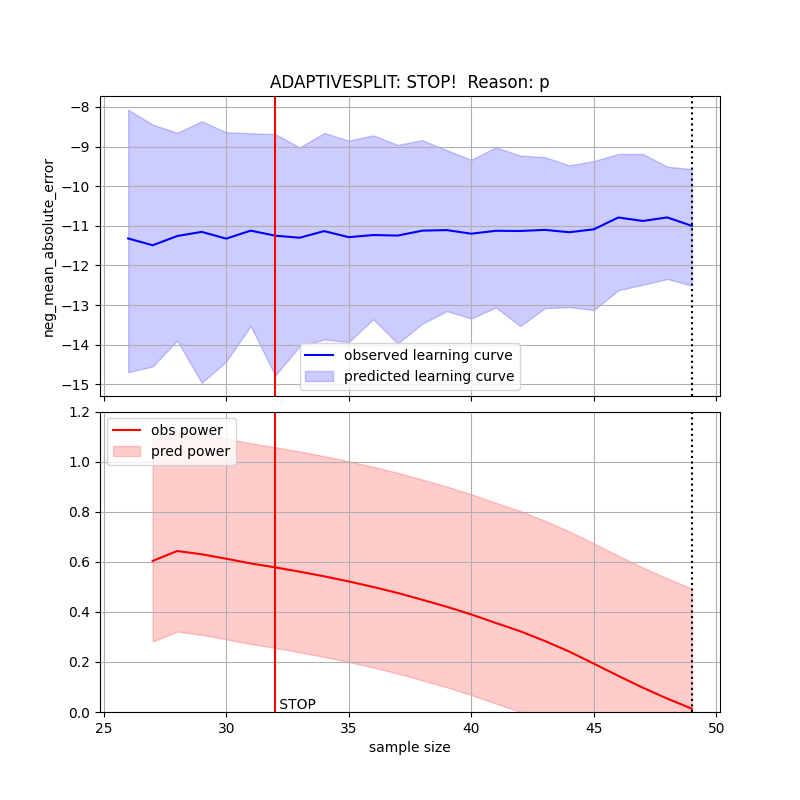 ADAPTIVESPLIT: STOP!  Reason: p
−8
−9
−10
−11
−12
−13
−14
−15
neg_mean_absolute_error
observed learning curve
predicted learning curve
1.2
1.0
0.8
0.6
0.4
0.2
0.0
obs power
pred power
STOP
25
30
35
40
45
50
sample size